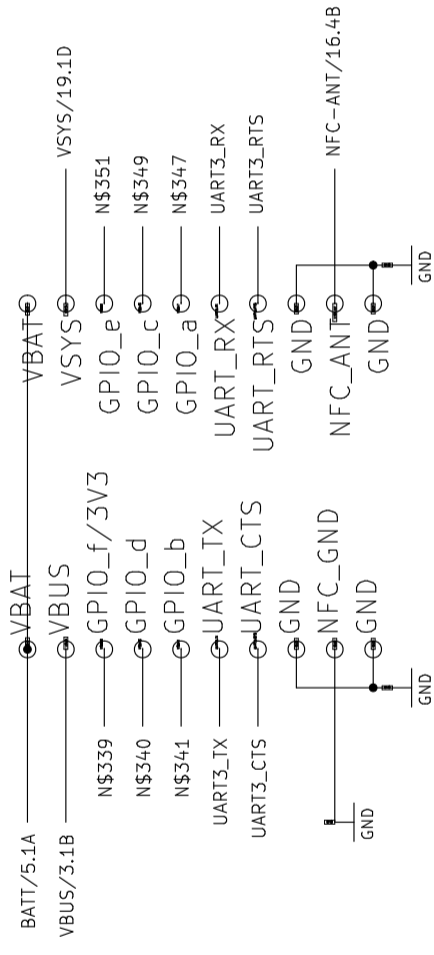 BATT/5.1A
VBAT
VBAT
VBUS/3.1B
VBUS
VSYS
VSYS/19.1D
N$339
GPIO_f/3V3
GPIO_e
N$351
N$340
GPIO_d
GPIO_c
N$349
N$341
GPIO_b
GPIO_a
N$347
UART3_TX
UART_TX
UART_RX
UART3_RX
UART3_CTS
UART_CTS
UART_RTS
UART3_RTS
GND
GND
NFC_GND
NFC_ANT
NFC-ANT/16.4B
GND
GND
GND
GND
GND